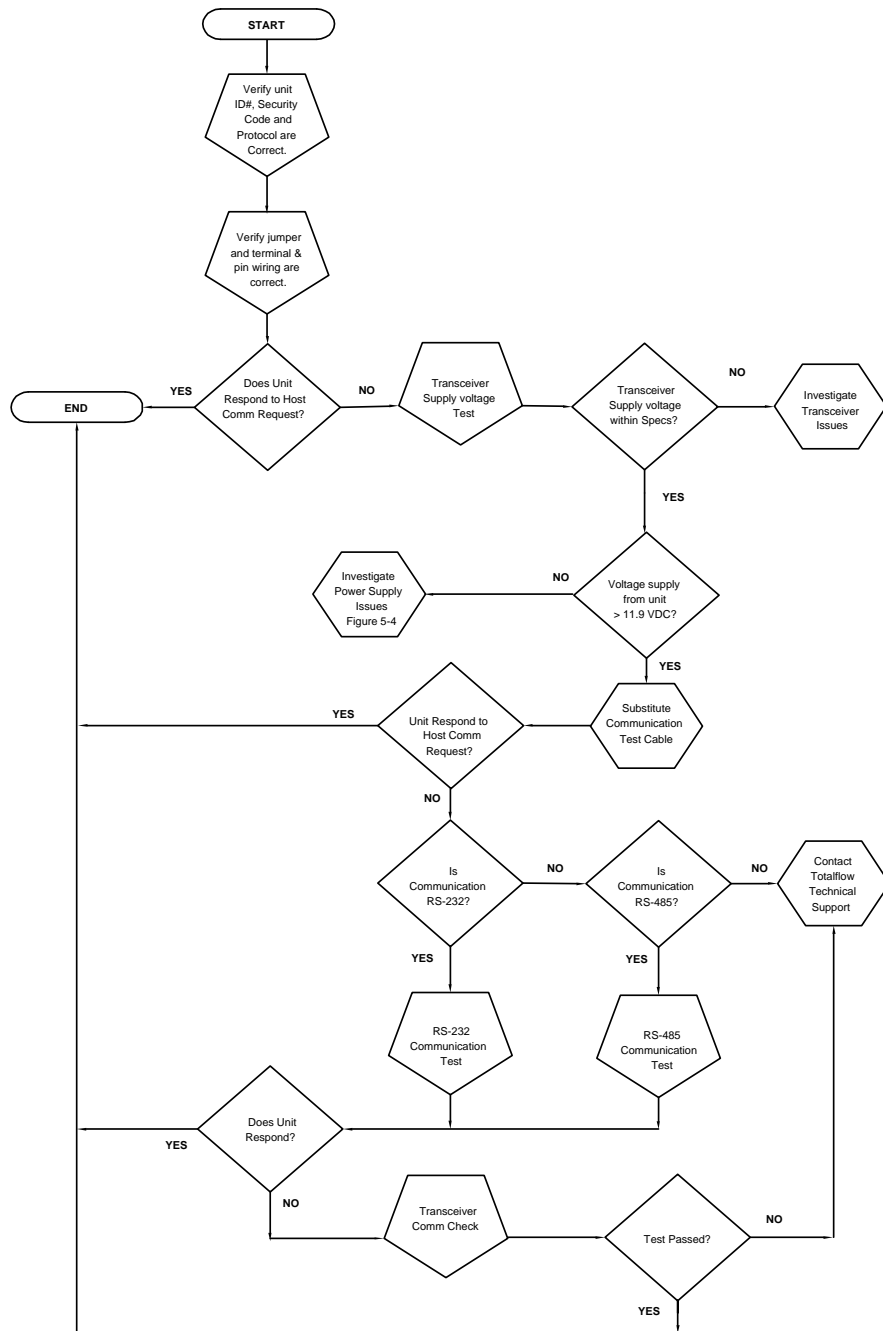 START
Verify unit
ID#, Security
Code and
Protocol are
Correct.
Verify jumper
and terminal &
pin wiring are
correct.
YES
Does Unit
Respond to Host
Comm Request?
NO
END
Transceiver
Supply voltage
Test
Transceiver
Supply voltage
within Specs?
NO
Investigate
Transceiver
Issues
YES
Investigate
Power Supply
Issues
Figure 5-4
NO
Voltage supply
from unit
> 11.9 VDC?
YES
Substitute
Communication
Test Cable
YES
Unit Respond to
Host Comm
Request?
NO
Is
Communication
RS-232?
NO
Is
Communication
RS-485?
NO
Contact
Totalflow
Technical
Support
YES
YES
RS-232
Communication
Test
RS-485
Communication
Test
Does Unit
Respond?
YES
NO
Transceiver
Comm Check
Test Passed?
NO
YES